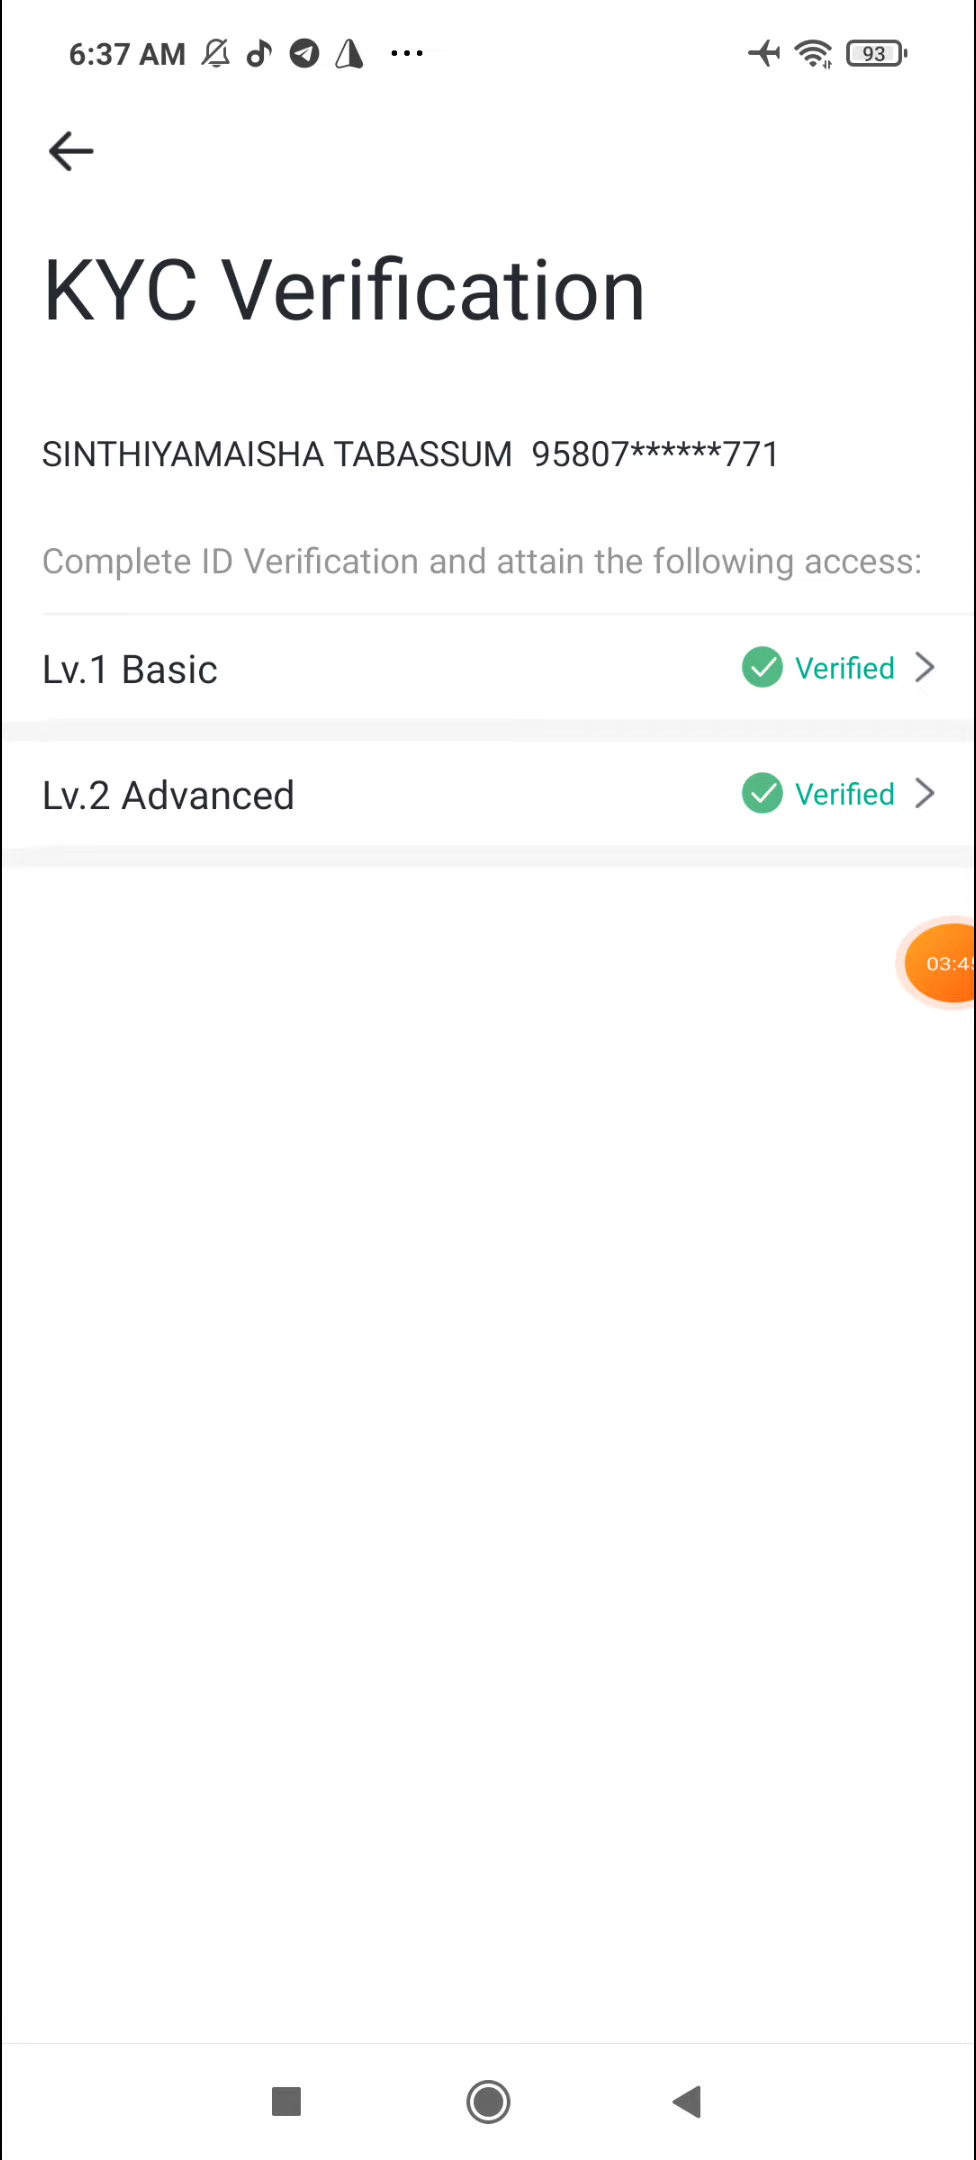 6:37 AM ... 93
KYC Verification
SINTHIYAMAISHA TABASSUM 95807******771
Complete ID Verification and attain the following access:
Lv.1 Basic Verified
Lv.2 Advanced Verified